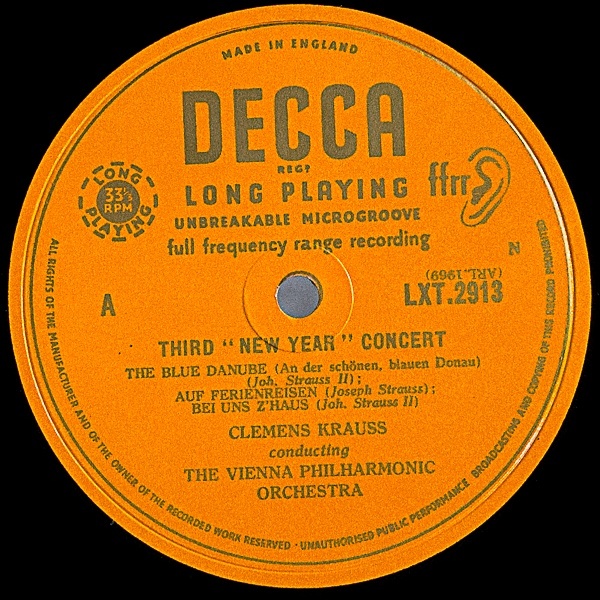 MADE IN ENGLAND
DECCA
REGD
LONG PLAYING
UNBREAKABLE MICROGROOVE
full frequency range recording
LONG
33⅓
RPM
PLAYING
ffrr
N
(ARL.1969)
A
LXT.2913
THIRD "NEW YEAR" CONCERT
THE BLUE DANUBE (An der schönen, blauen Donau)
(Joh. Strauss II);
AUF FERIENREISEN (Joseph Strauss);
BEI UNS Z'HAUS (Joh. Strauss II)
CLEMENS KRAUSS
conducting
THE VIENNA PHILHARMONIC
ORCHESTRA
ALL RIGHTS OF THE MANUFACTURER AND OF THE OWNER OF THE RECORDED WORK RESERVED · UNAUTHORISED PUBLIC PERFORMANCE BROADCASTING AND COPYING OF THIS RECORD PROHIBITED